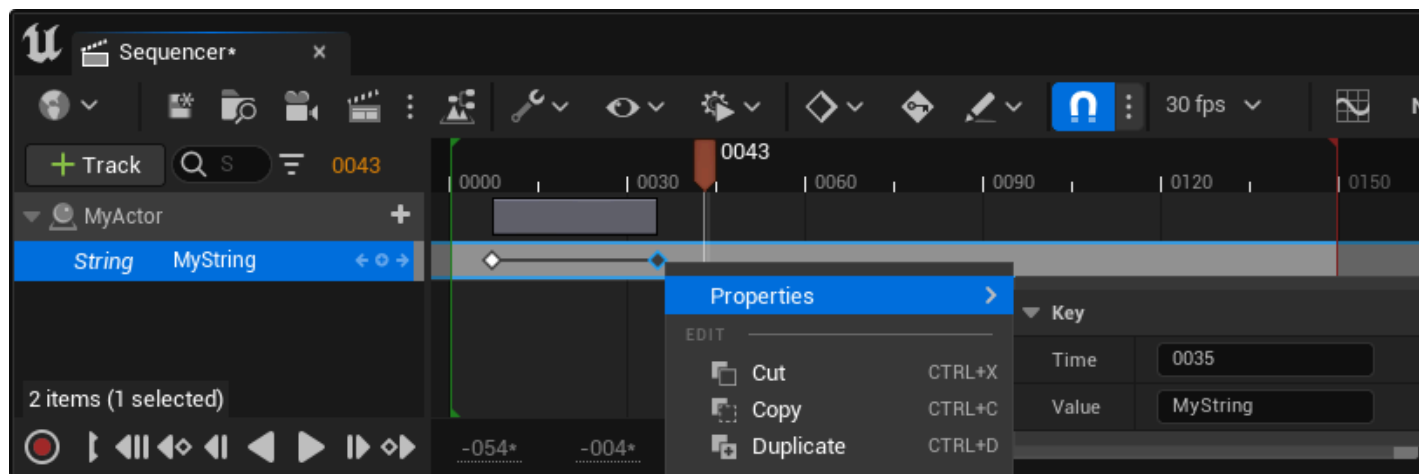 Sequencer*
30 fps
+ Track
S
0043
0043
0000
0030
0060
0090
0120
0150
MyActor
String
MyString
Properties
Key
EDIT
Time
0035
Cut
CTRL+X
Value
MyString
Copy
CTRL+C
Duplicate
CTRL+D
2 items (1 selected)
-054*
-004*